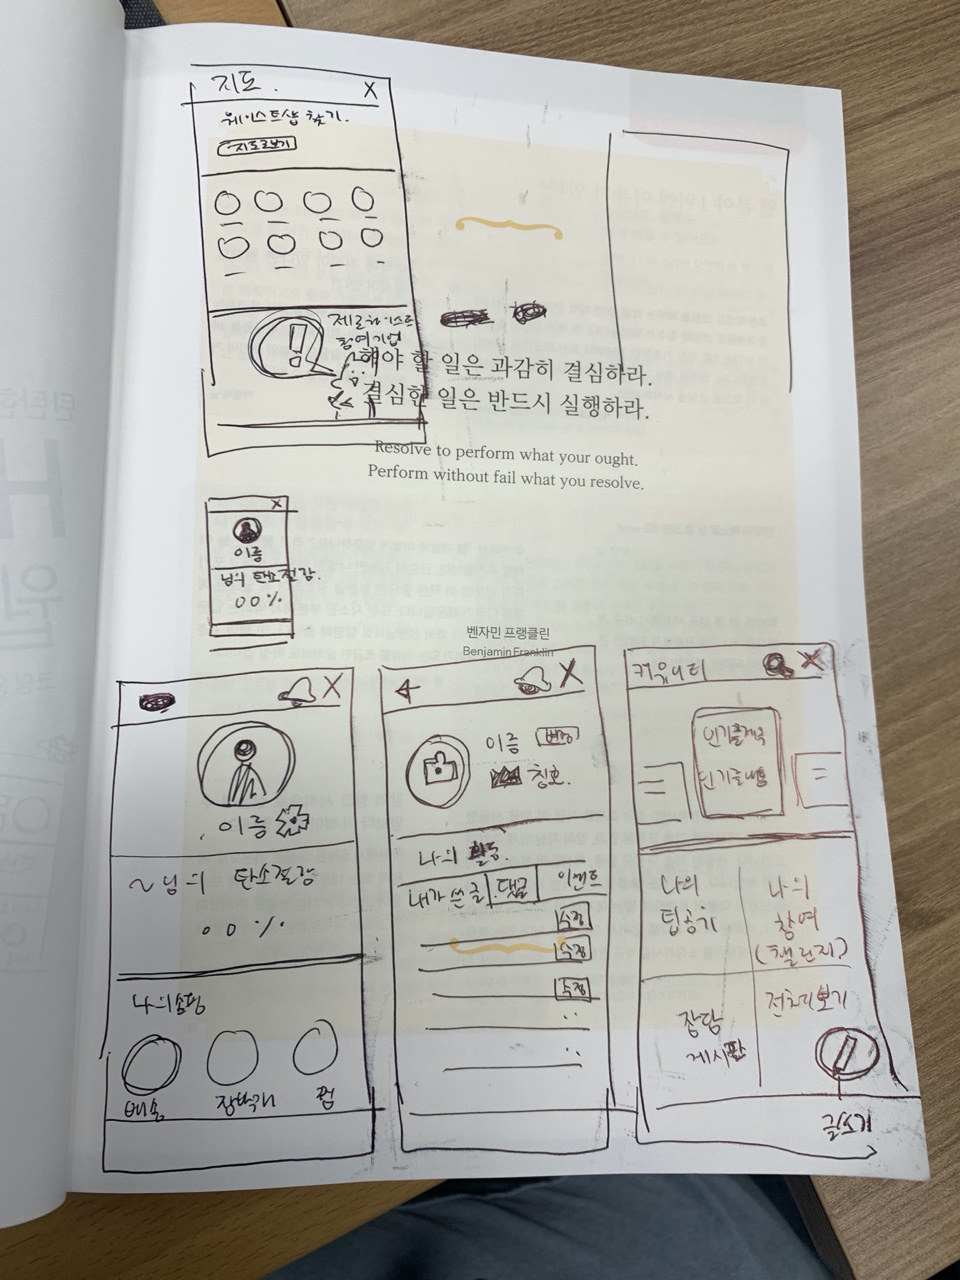 지도.
X
웨이스트샵 찾기.
지도로보기
제로웨이스트
참여기업
해야 할 일은 과감히 결심하라.
결심한 일은 반드시 실행하라.
Resolve to perform what your ought.
Perform without fail what you resolve.
X
이름
님의 탄소절감.
00%
벤자민 프랭클린
Benjamin Franklin
X
이름
~님의 탄소절감
00%
나의쇼핑
배송 장바구니 찜
X
이름 변경
칭호.
나의 활동.
내가 쓴 글 댓글 이벤트
수정
수정
수정
커뮤니티
X
인기글제목
인기글내용
나의
팁공기
나의
참여
(챌린지)
잡담
게시판
전체보기
글쓰기